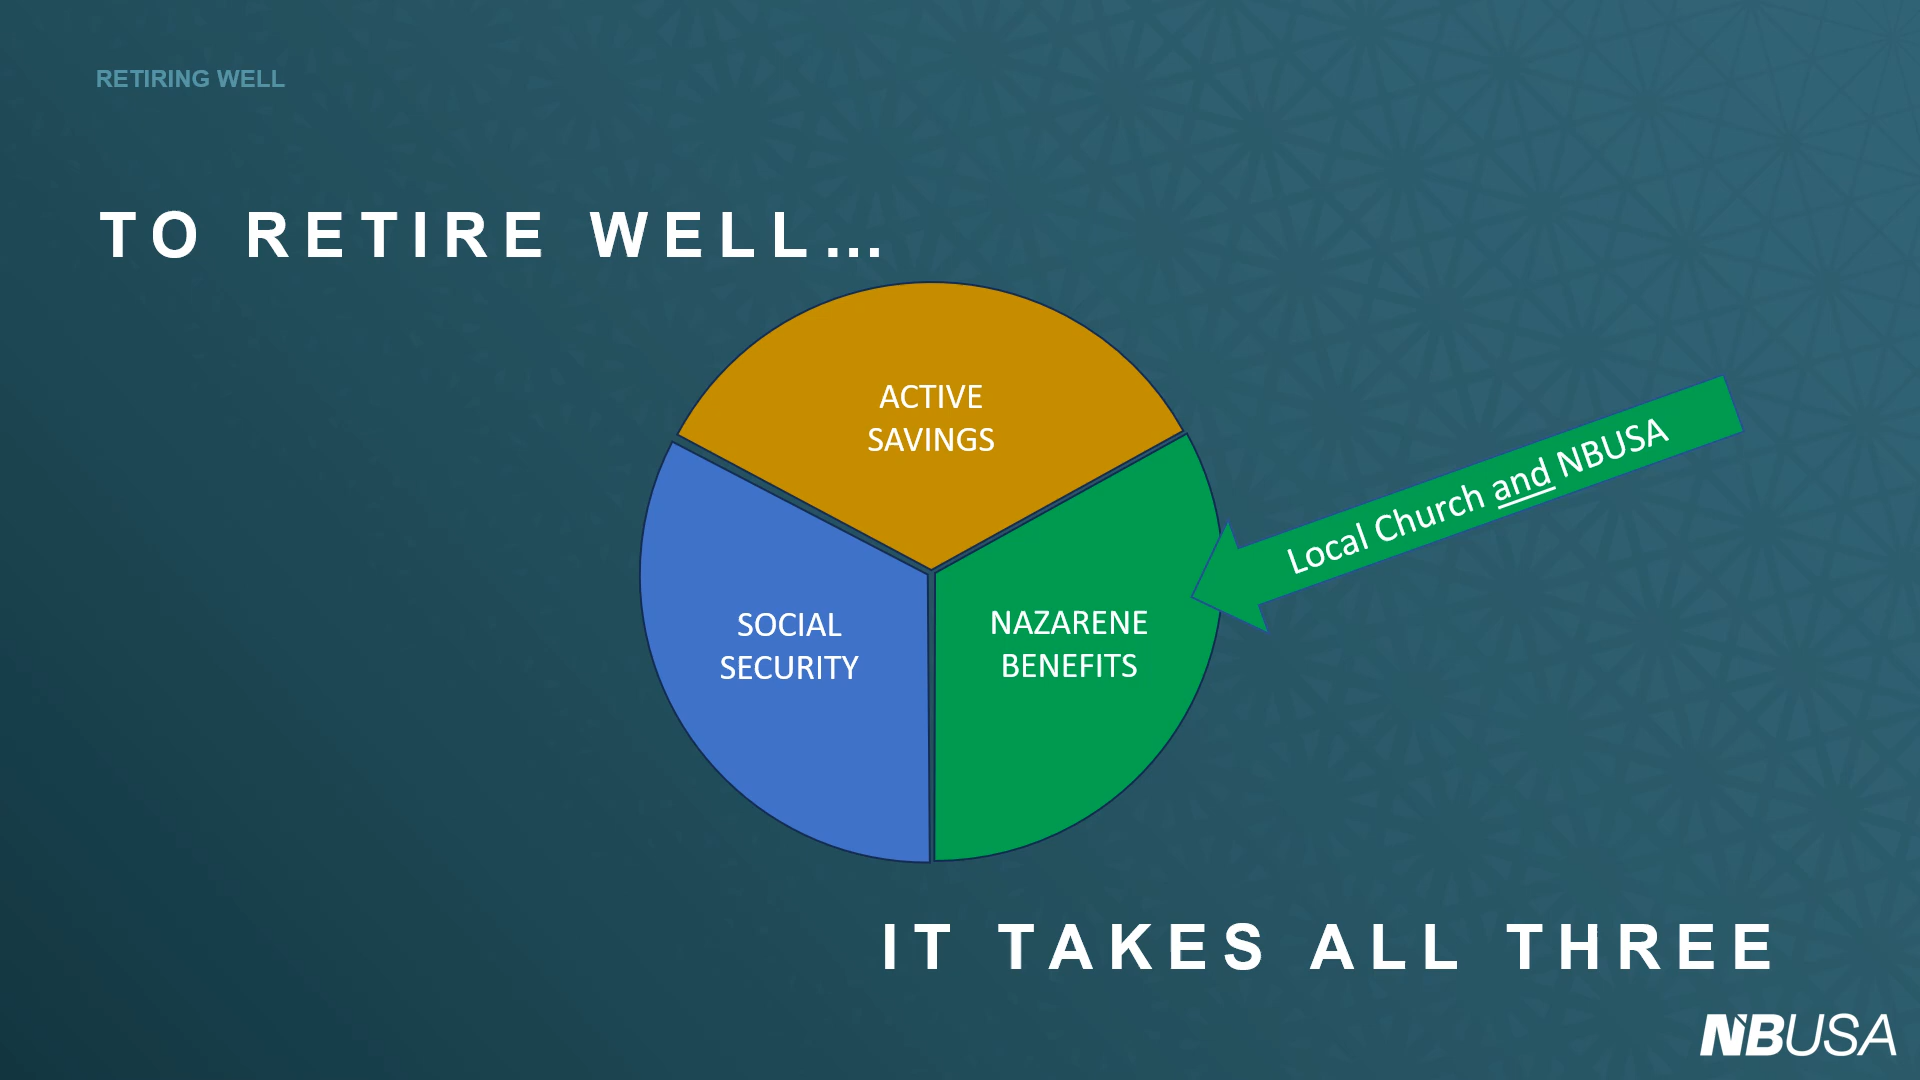 RETIRING WELL
TO RETIRE WELL…
ACTIVE
SAVINGS
Local Church and NBUSA
SOCIAL
SECURITY
NAZARENE
BENEFITS
IT TAKES ALL THREE
NBUSA